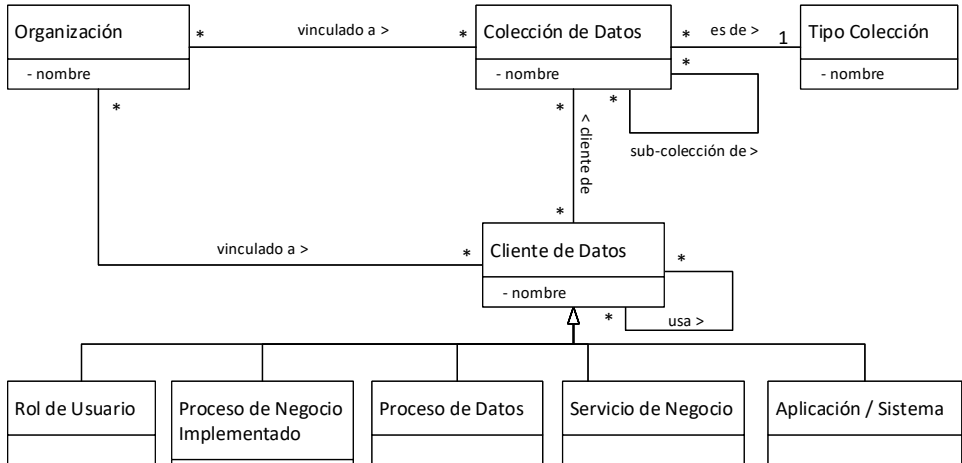 Organización
- nombre
*
vinculado a >
*
Colección de Datos
- nombre
*
es de >
1
Tipo Colección
- nombre
*
*
sub-colección de >
*
*
< cliente de
*
vinculado a >
*
Cliente de Datos
- nombre
*
*
usa >
Rol de Usuario
Proceso de Negocio
Implementado
Proceso de Datos
Servicio de Negocio
Aplicación / Sistema